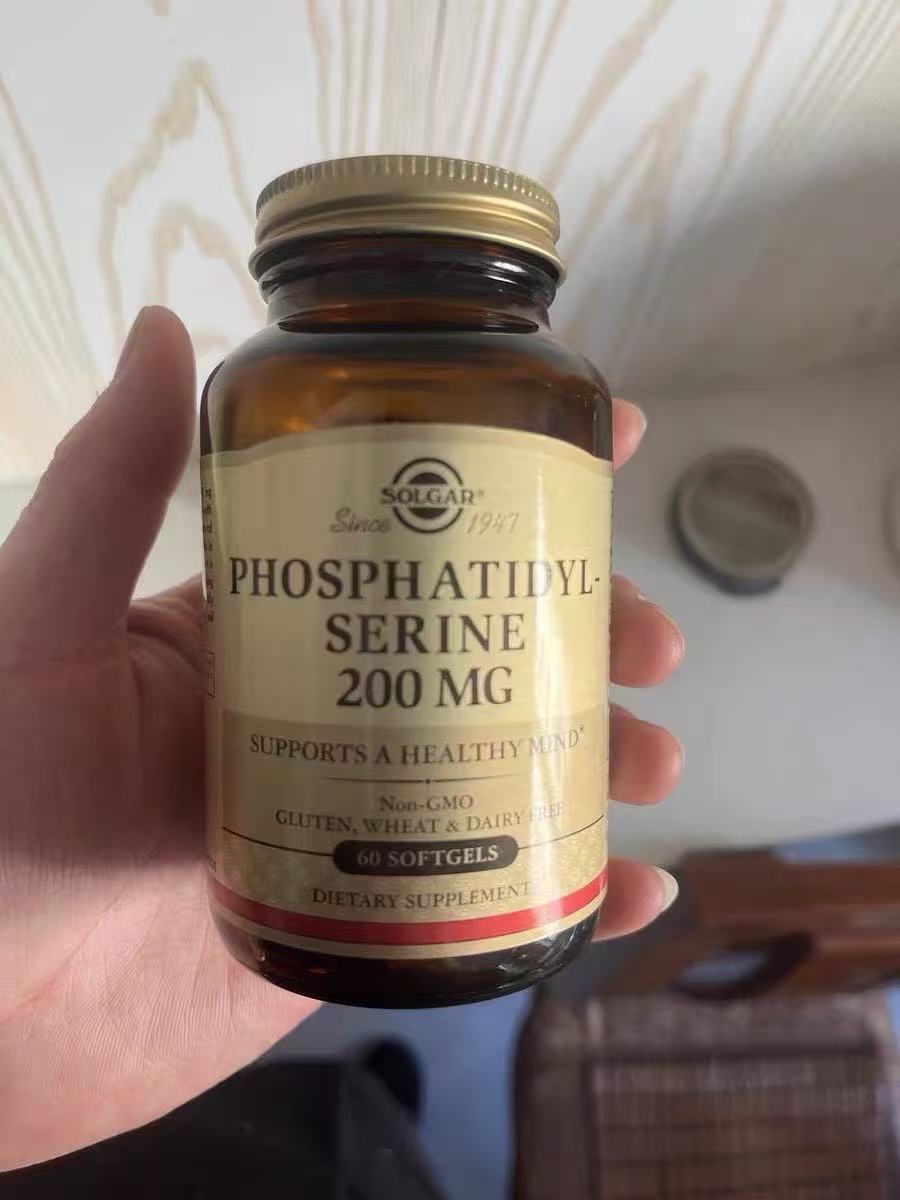 SOLGAR®
Since 1947
PHOSPHATIDYL-
SERINE
200 MG
SUPPORTS A HEALTHY MIND*
Non-GMO
GLUTEN, WHEAT & DAIRY FREE
60 SOFTGELS
DIETARY SUPPLEMENT